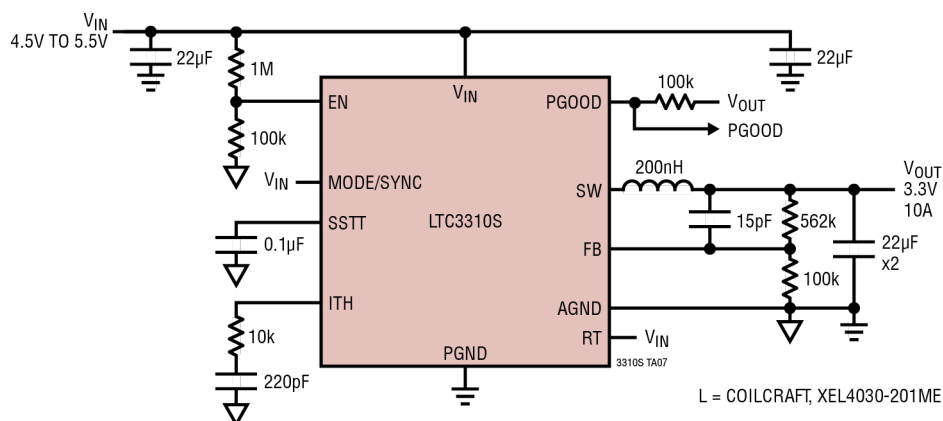 VIN
4.5V TO 5.5V
22µF
1M
22µF
100k
EN
VIN
PGOOD
100k
VOUT
PGOOD
VIN
MODE/SYNC
SW
200nH
VOUT
3.3V
10A
SSTT
LTC3310S
0.1µF
15pF
562k
22µF
x2
FB
100k
ITH
AGND
10k
RT
VIN
220pF
PGND
3310S TA07
L = COILCRAFT, XEL4030-201ME